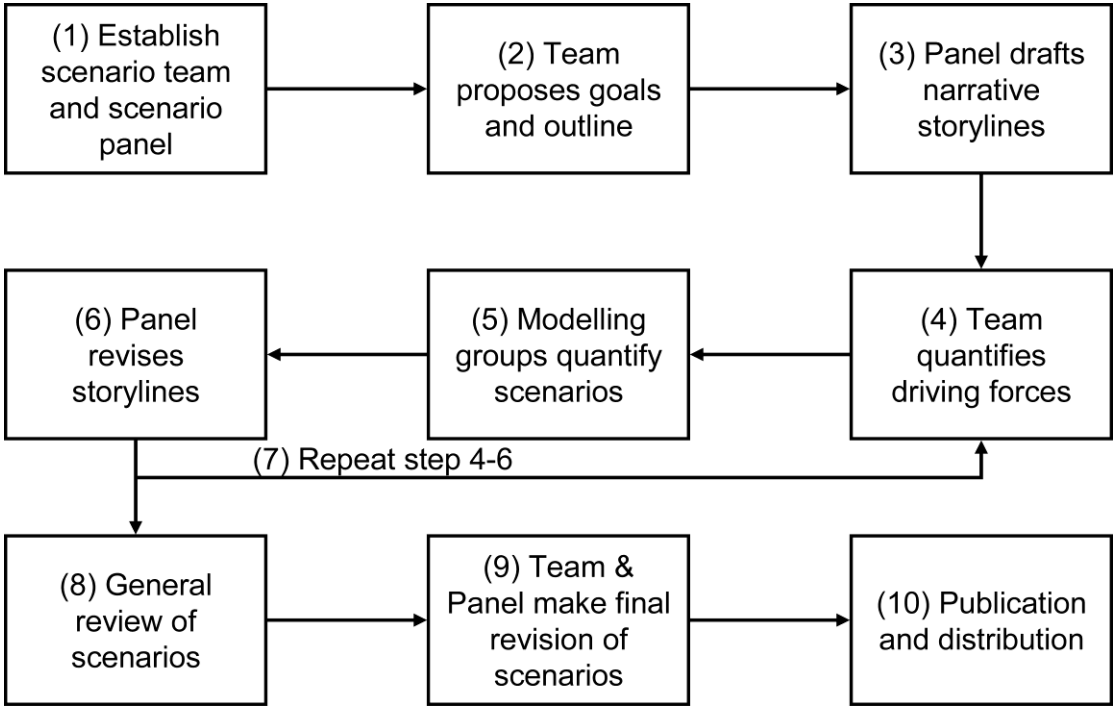 (1) Establish
scenario team
and scenario
panel
(2) Team
proposes goals
and outline
(3) Panel drafts
narrative
storylines
(4) Team
quantifies
driving forces
(5) Modelling
groups quantify
scenarios
(6) Panel
revises
storylines
(7) Repeat step 4-6
(8) General
review of
scenarios
(9) Team &
Panel make final
revision of
scenarios
(10) Publication
and distribution